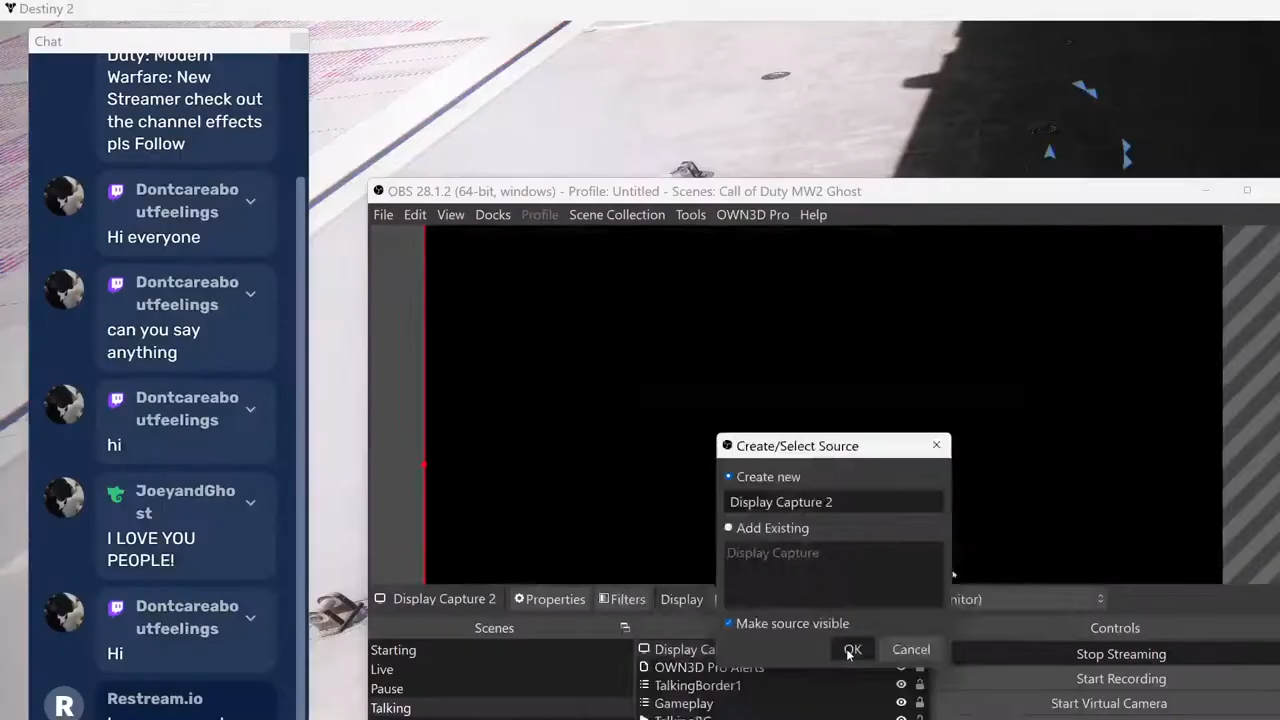 Destiny 2
Chat
Duty: Modern
Warfare: New
Streamer check out
the channel effects
pls Follow
Dontcareabo
utfeelings
Hi everyone
Dontcareabo
utfeelings
can you say
anything
Dontcareabo
utfeelings
hi
JoeyandGho
st
I LOVE YOU
PEOPLE!
Dontcareabo
utfeelings
Hi
R
Restream.io
OBS 28.1.2 (64-bit, windows) - Profile: Untitled - Scenes: Call of Duty MW2 Ghost
File Edit View Docks Profile Scene Collection Tools OWN3D Pro Help
Create/Select Source
Create new
Display Capture 2
Add Existing
Display Capture
Make source visible
OK Cancel
Display Capture 2 Properties Filters Display nitor)
Scenes
Starting
Live
Pause
Talking
Display Ca
OWN3D Pro Alerts
TalkingBorder1
Gameplay
Controls
Stop Streaming
Start Recording
Start Virtual Camera